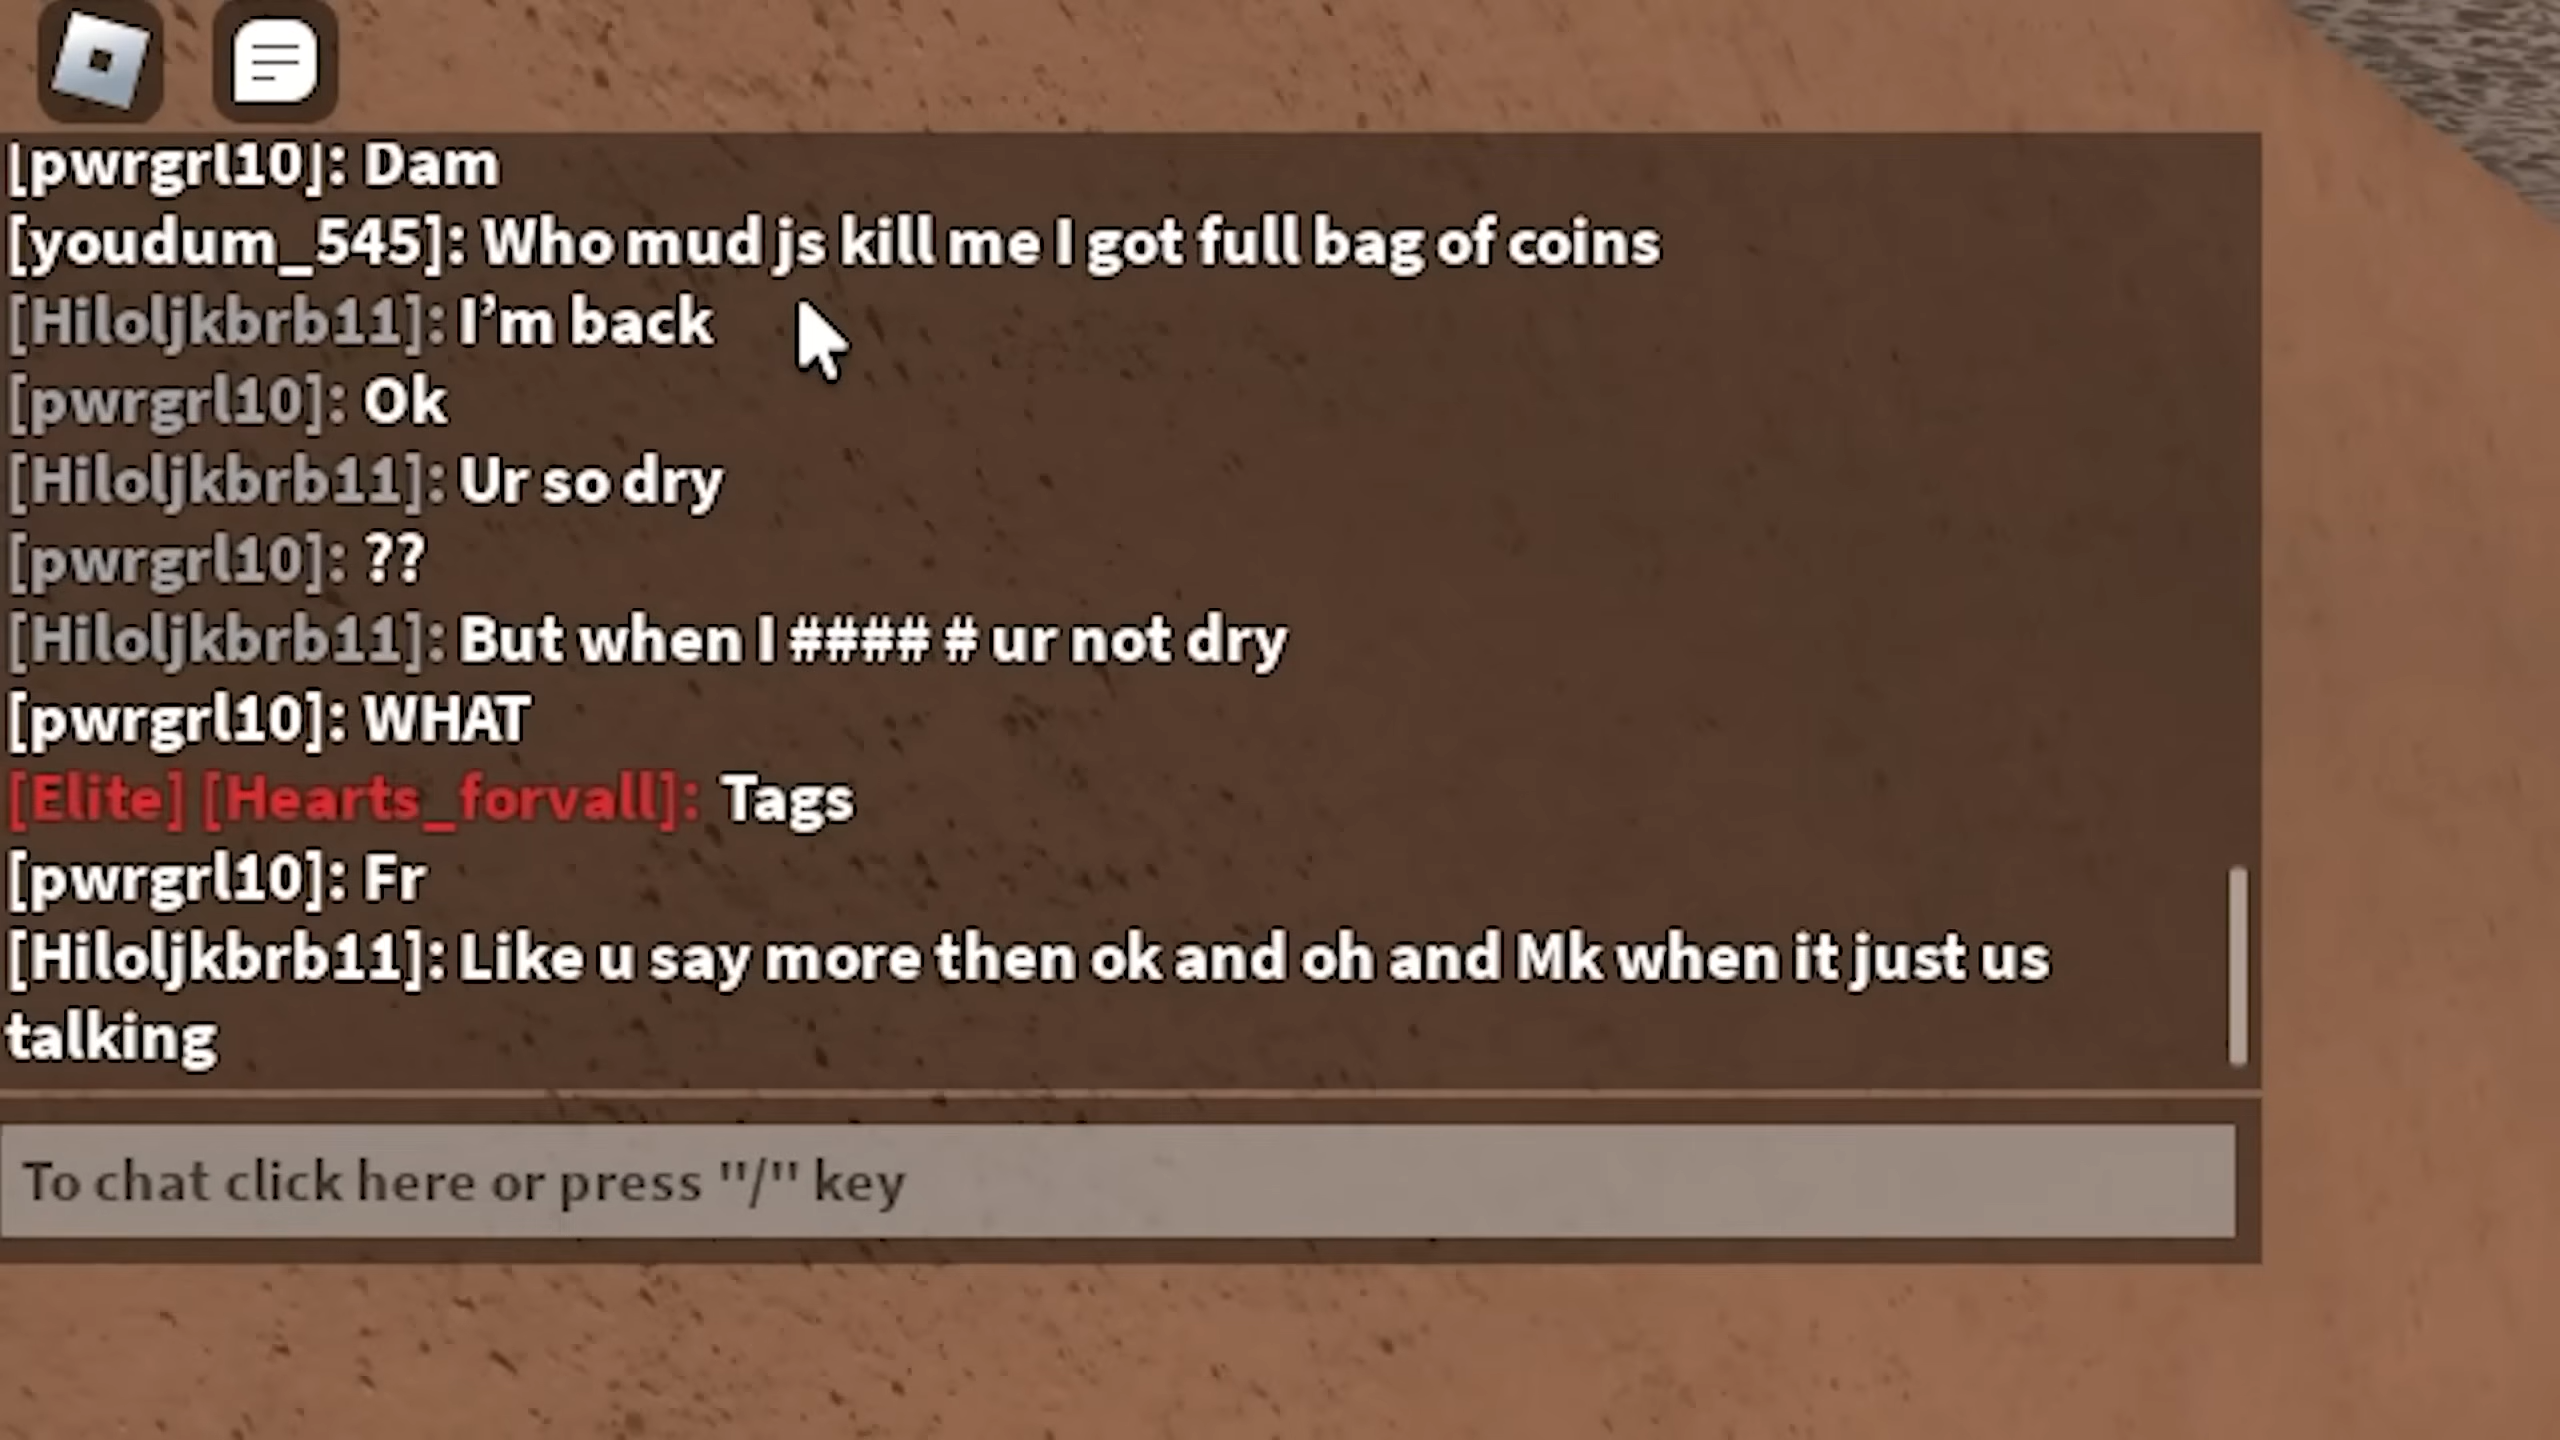 [pwrgrl10]: Dam
[youdum_545]: Who mud js kill me I got full bag of coins
[Hiloljkbrb11]: I’m back
[pwrgrl10]: Ok
[Hiloljkbrb11]: Ur so dry
[pwrgrl10]: ??
[Hiloljkbrb11]: But when I #### # ur not dry
[pwrgrl10]: WHAT
[Elite] [Hearts_forvall]: Tags
[pwrgrl10]: Fr
[Hiloljkbrb11]: Like u say more then ok and oh and Mk when it just us
talking
To chat click here or press "/" key